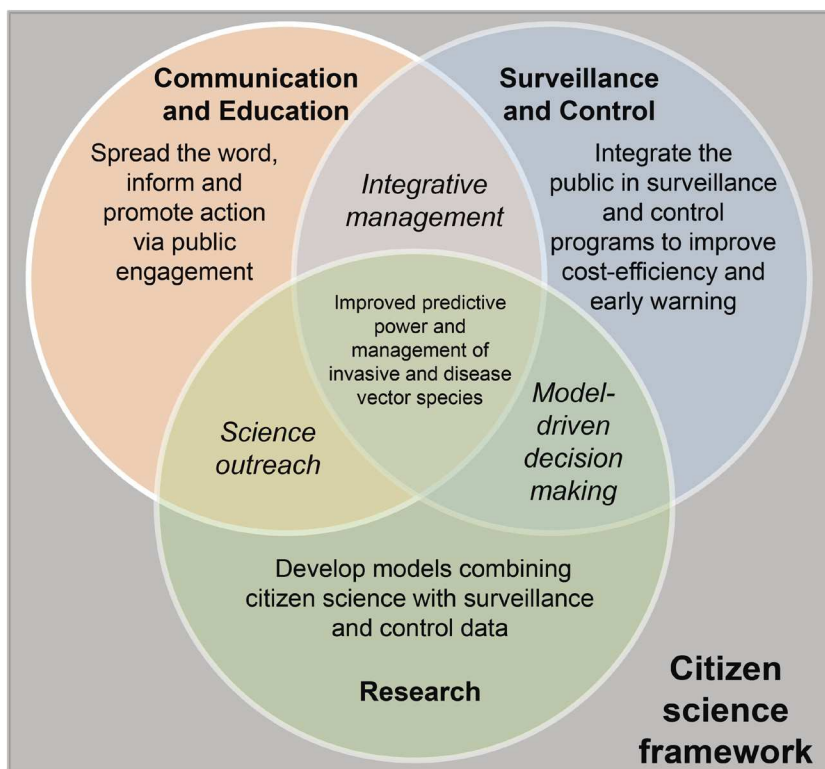 Communication
and Education
Spread the word,
inform and
promote action
via public
engagement
Surveillance
and Control
Integrate the
public in surveillance
and control
programs to improve
cost-efficiency and
early warning
Integrative
management
Improved predictive
power and
management of
invasive and disease
vector species
Science
outreach
Model-
driven
decision
making
Develop models combining
citizen science with surveillance
and control data
Research
Citizen
science
framework